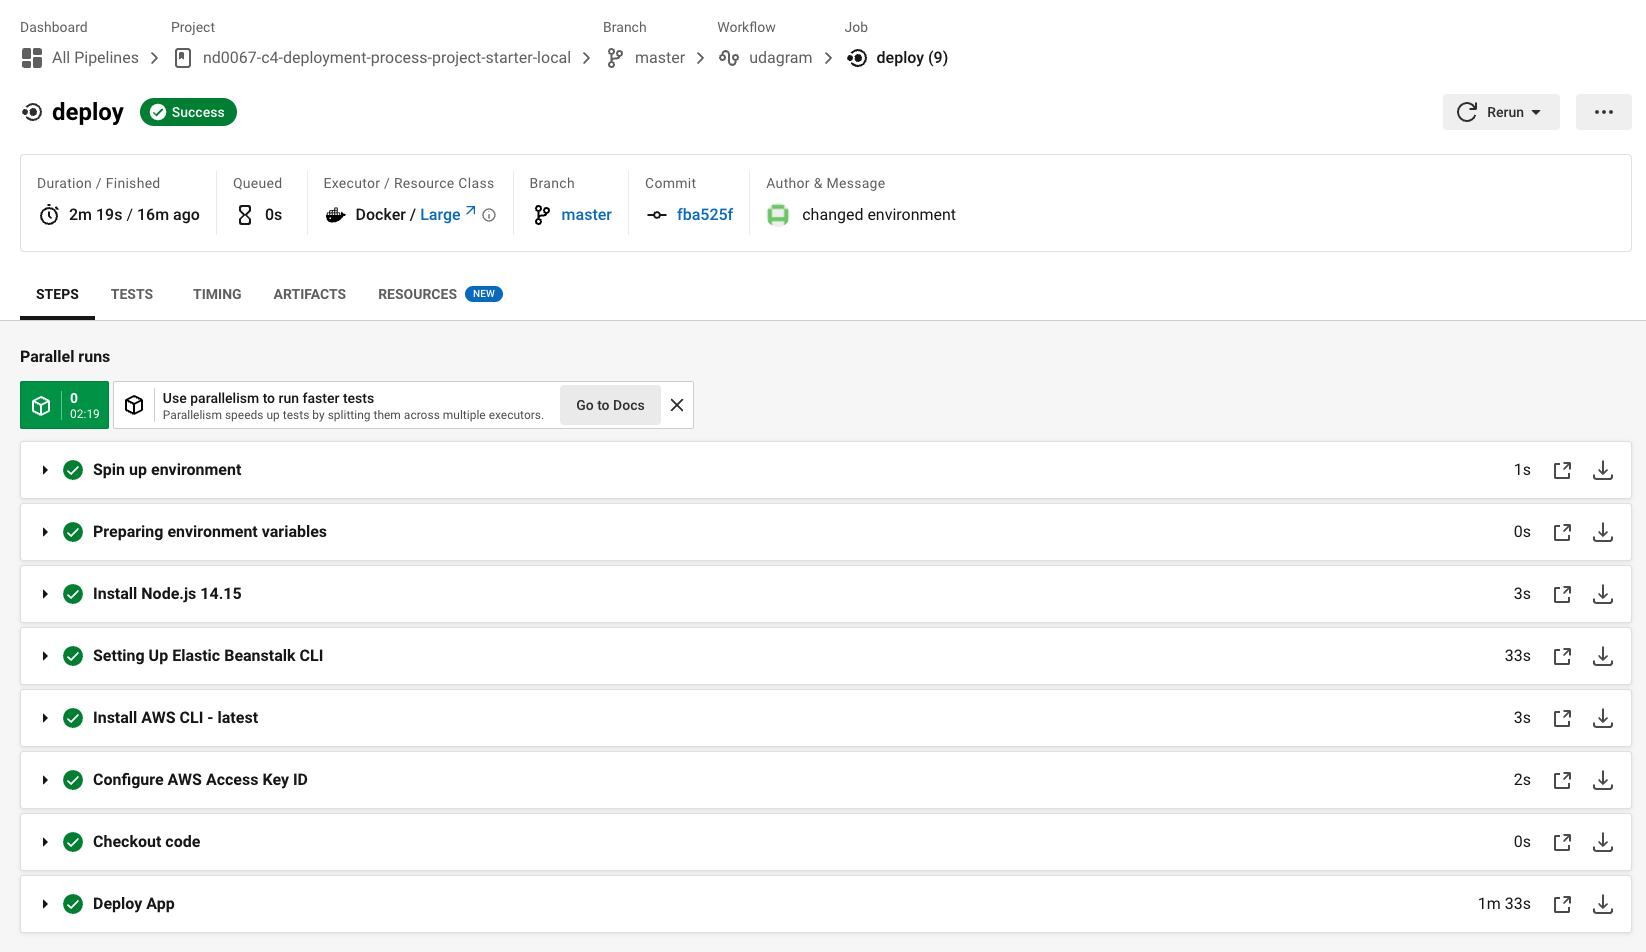 Dashboard Project Branch Workflow Job
All Pipelines nd0067-c4-deployment-process-project-starter-local master udagram deploy (9)
deploy Success Rerun
Duration / Finished Queued Executor / Resource Class Branch Commit Author & Message
2m 19s / 16m ago 0s Docker / Large master fba525f changed environment
STEPS TESTS TIMING ARTIFACTS RESOURCES NEW
Parallel runs
0
02:19
Use parallelism to run faster tests
Parallelism speeds up tests by splitting them across multiple executors.
Go to Docs
Spin up environment 1s
Preparing environment variables 0s
Install Node.js 14.15 3s
Setting Up Elastic Beanstalk CLI 33s
Install AWS CLI - latest 3s
Configure AWS Access Key ID 2s
Checkout code 0s
Deploy App 1m 33s